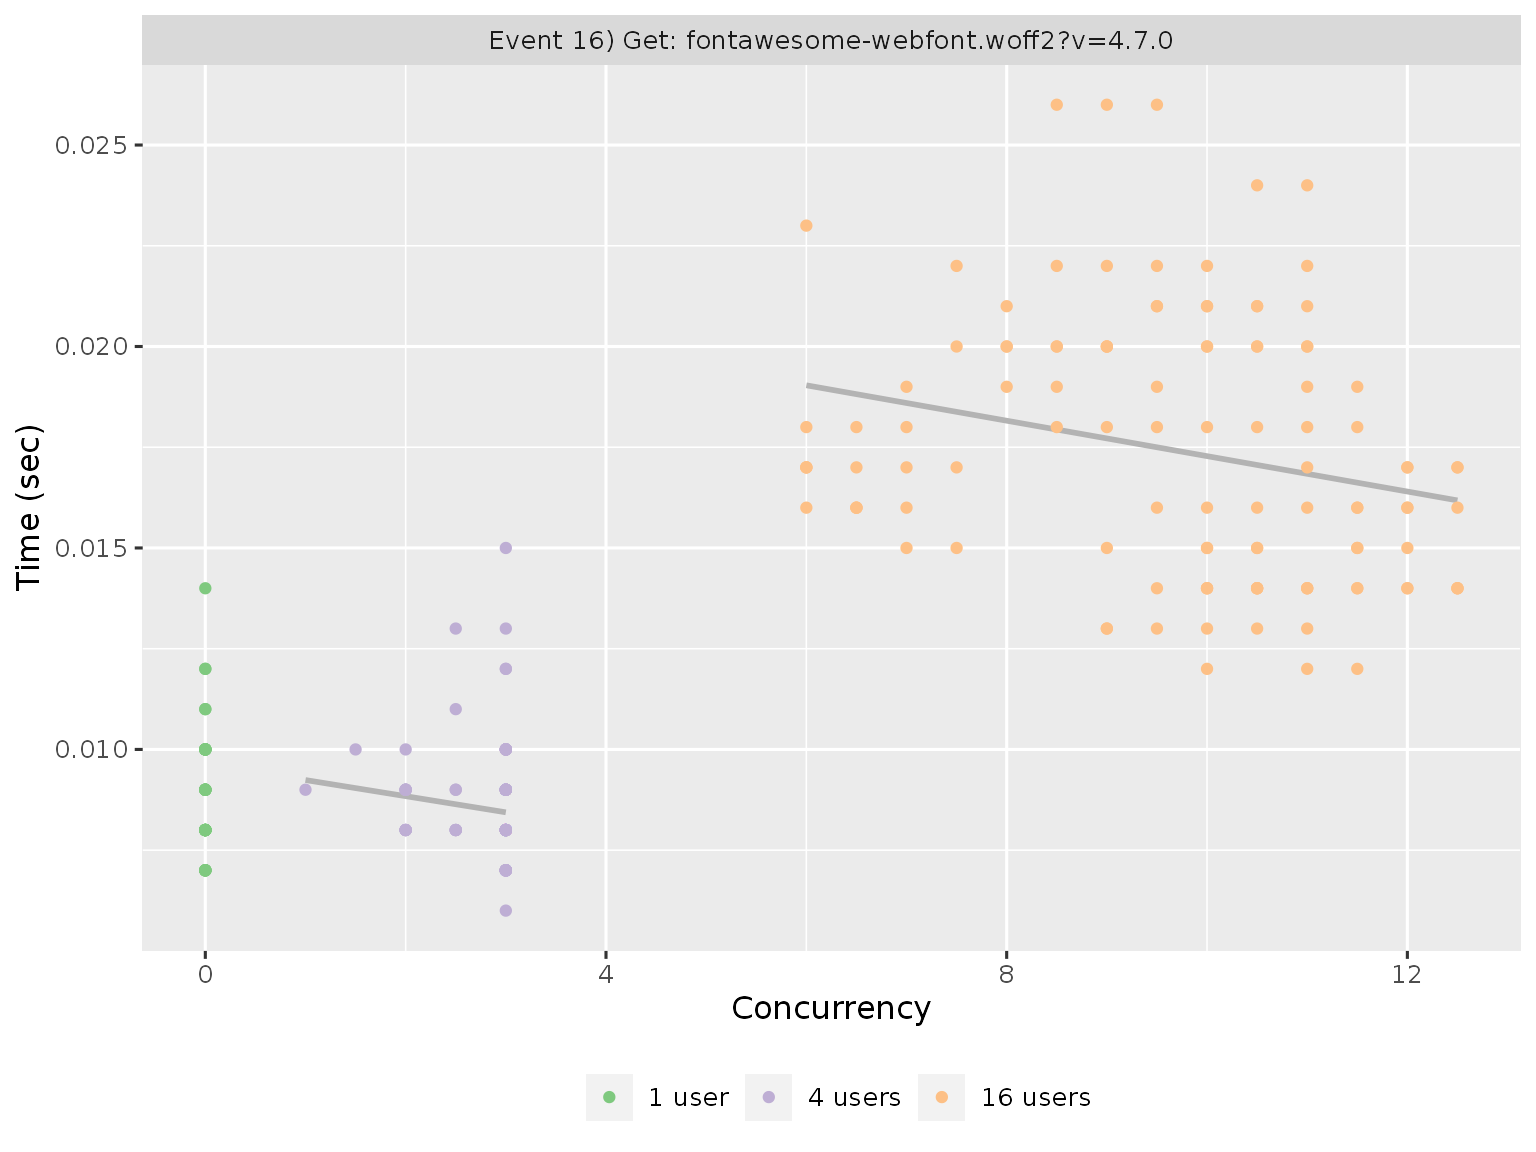 Event 16) Get: fontawesome-webfont.woff2?v=4.7.0
0.025
0.020
0.015
0.010
Time (sec)
0 4 8 12
Concurrency
1 user 4 users 16 users